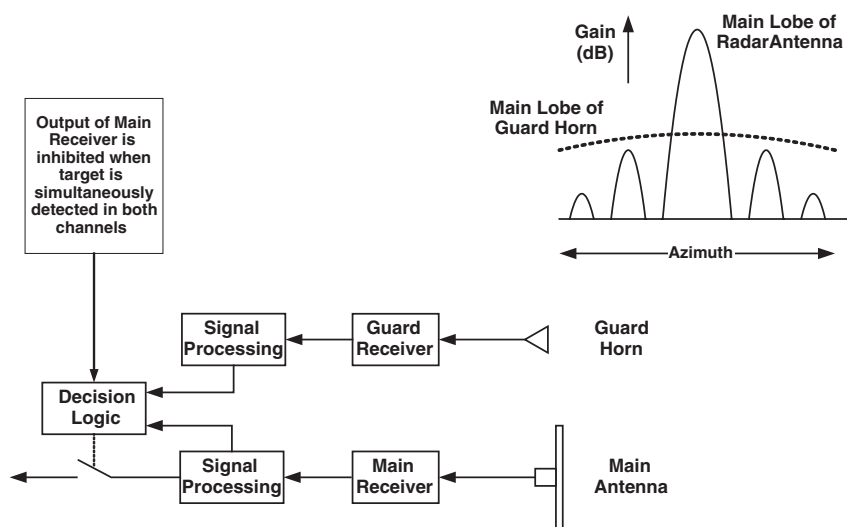 Gain
(dB)
Main Lobe of
RadarAntenna
Main Lobe of
Guard Horn
Azimuth
Output of Main
Receiver is
inhibited when
target is
simultaneously
detected in both
channels
Signal
Processing
Guard
Receiver
Guard
Horn
Decision
Logic
Signal
Processing
Main
Receiver
Main
Antenna